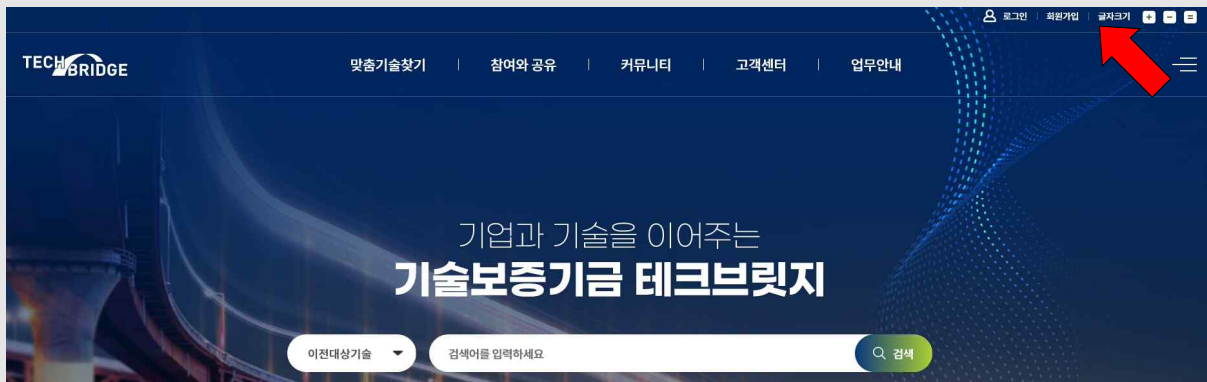 로그인 | 회원가입 | 글자크기 + - =
TECH BRIDGE
맞춤기술찾기 | 참여와 공유 | 커뮤니티 | 고객센터 | 업무안내
기업과 기술을 이어주는
기술보증기금 테크브릿지
이전대상기술 검색어를 입력하세요 검색